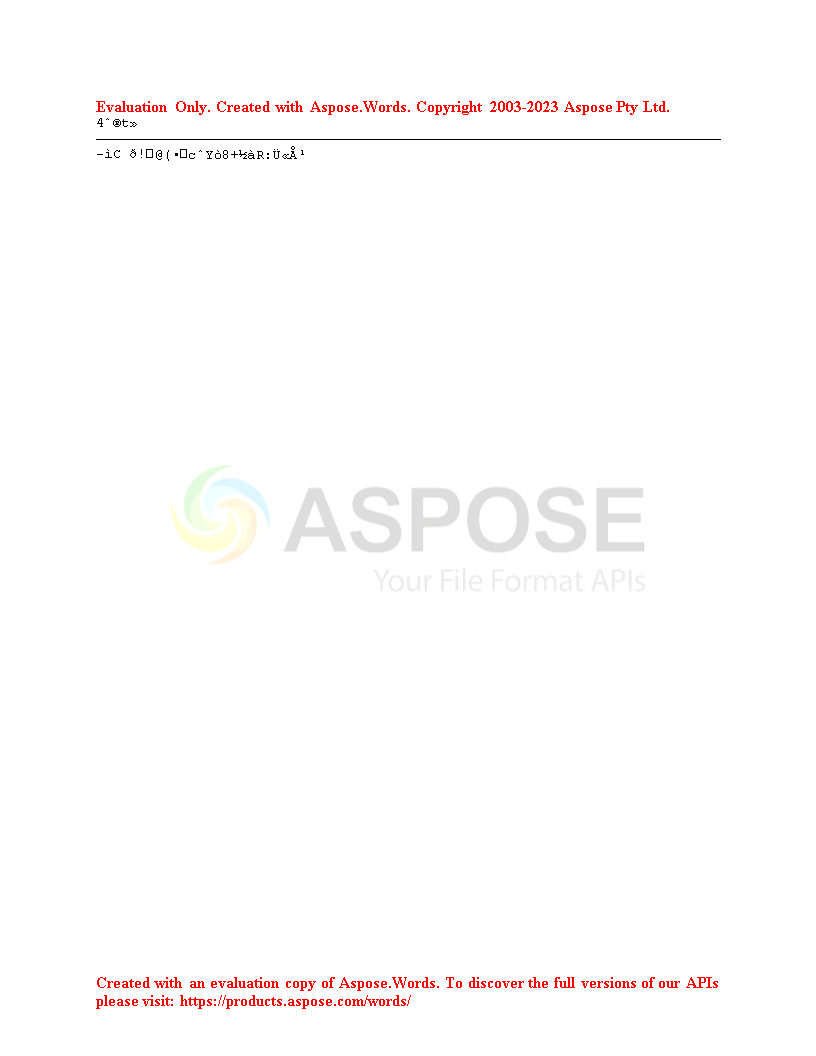 Evaluation Only. Created with Aspose.Words. Copyright 2003-2023 Aspose Pty Ltd.
4ˆ®t»
–ìC ð!□@(•□cˆYò8+½àR:Ü«Å¹
ASPOSE
Your File Format APIs
Created with an evaluation copy of Aspose.Words. To discover the full versions of our APIs
please visit: https://products.aspose.com/words/